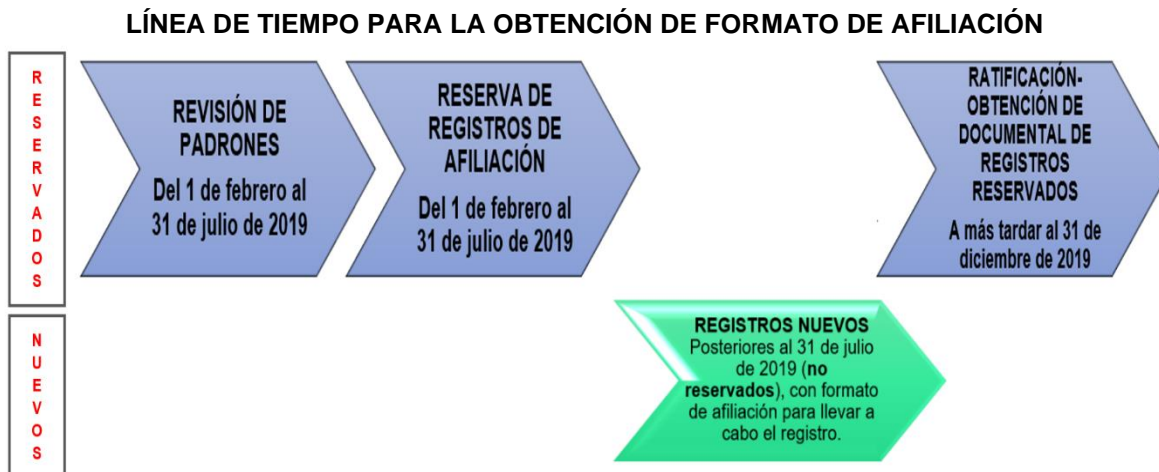 LÍNEA DE TIEMPO PARA LA OBTENCIÓN DE FORMATO DE AFILIACIÓN
RESERVADOS
REVISIÓN DE
PADRONES
Del 1 de febrero al
31 de julio de 2019
RESERVA DE
REGISTROS DE
AFILIACIÓN
Del 1 de febrero al
31 de julio de 2019
RATIFICACIÓN-
OBTENCIÓN DE
DOCUMENTAL DE
REGISTROS
RESERVADOS
A más tardar al 31 de
diciembre de 2019
NUEVOS
REGISTROS NUEVOS
Posteriores al 31 de julio
de 2019 (no
reservados), con formato
de afiliación para llevar a
cabo el registro.